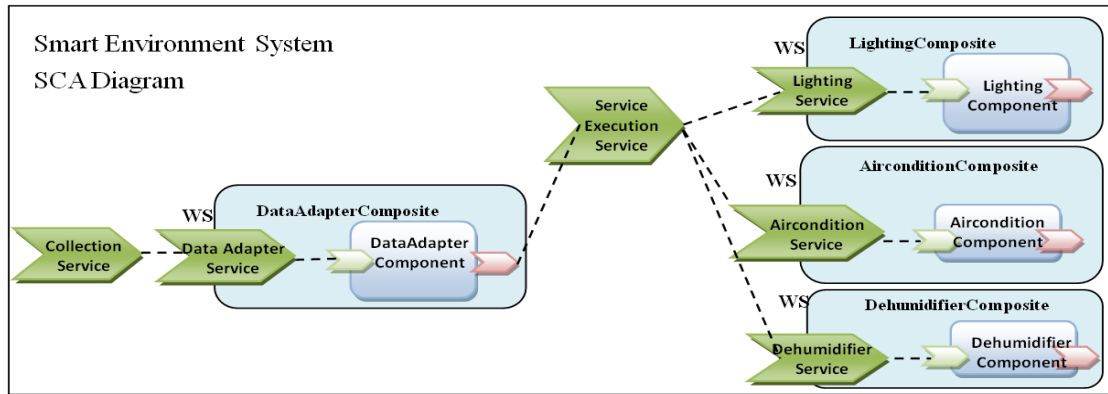 Smart Environment System
SCA Diagram
Collection
Service
WS
DataAdapterComposite
Data Adapter
Service
DataAdapter
Component
Service
Execution
Service
WS
LightingComposite
Lighting
Service
Lighting
Component
WS
AirconditionComposite
Aircondition
Service
Aircondition
Component
WS
DehumidifierComposite
Dehumidifier
Service
Dehumidifier
Component